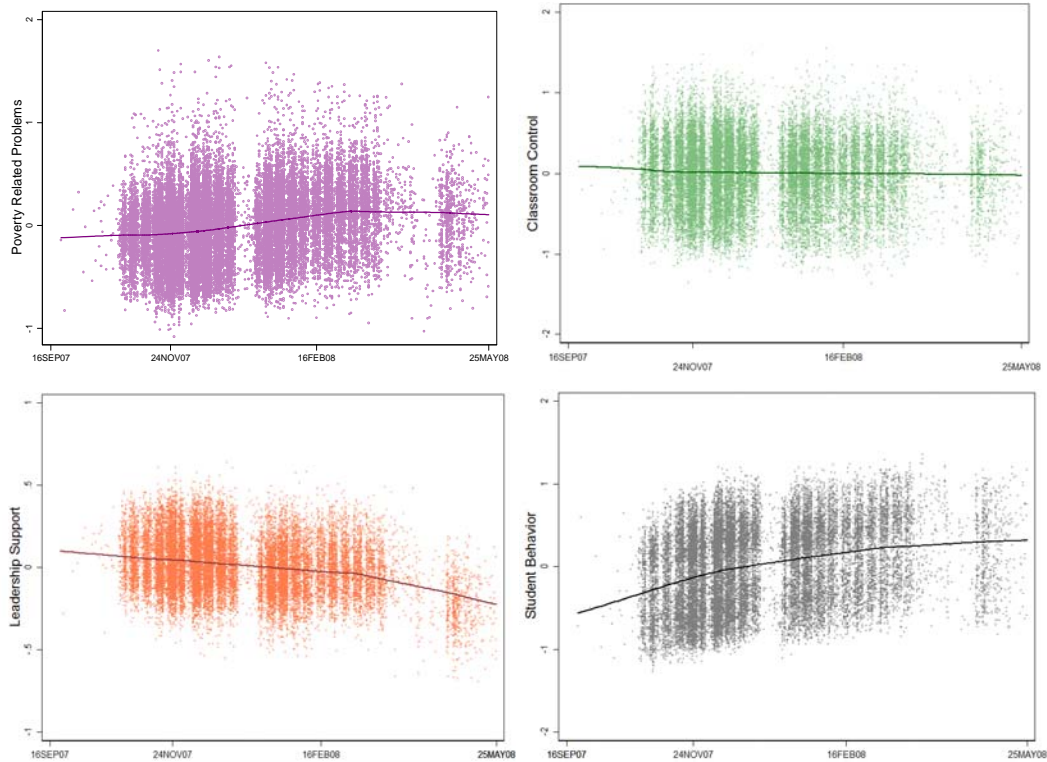 Poverty Related Problems
2
1
0
-1
16SEP07 24NOV07 16FEB08 25MAY08
Classroom Control
2
1
0
-1
-2
16SEP07 16FEB08
24NOV07 25MAY08
Leadership Support
1
.5
0
.5
-1
16SEP07 24NOV07 16FEB08 25MAY08
Student Behavior
2
1
0
-1
-2
16SEP07 16FEB08
24NOV07 25MAY08